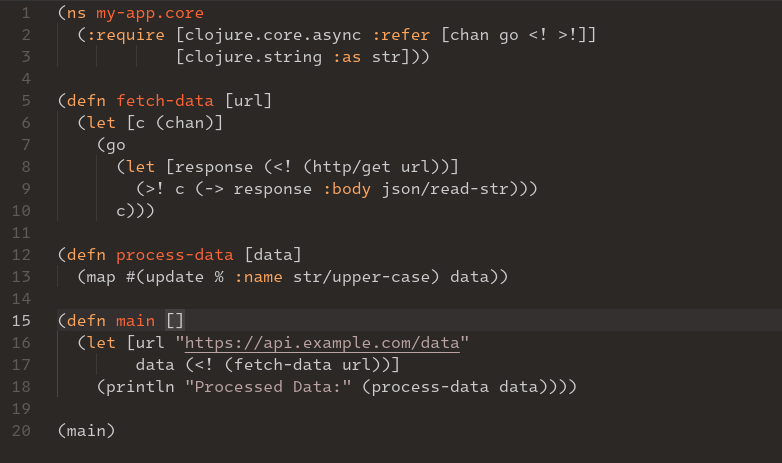 1 (ns my-app.core
2   (:require [clojure.core.async :refer [chan go <! >!]]
3             [clojure.string :as str]))
4
5 (defn fetch-data [url]
6   (let [c (chan)]
7     (go
8       (let [response (<! (http/get url))]
9         (>! c (-> response :body json/read-str)))
10       c)))
11
12 (defn process-data [data]
13   (map #(update % :name str/upper-case) data))
14
15 (defn main []
16   (let [url "https://api.example.com/data"
17         data (<! (fetch-data url))]
18     (println "Processed Data:" (process-data data))))
19
20 (main)